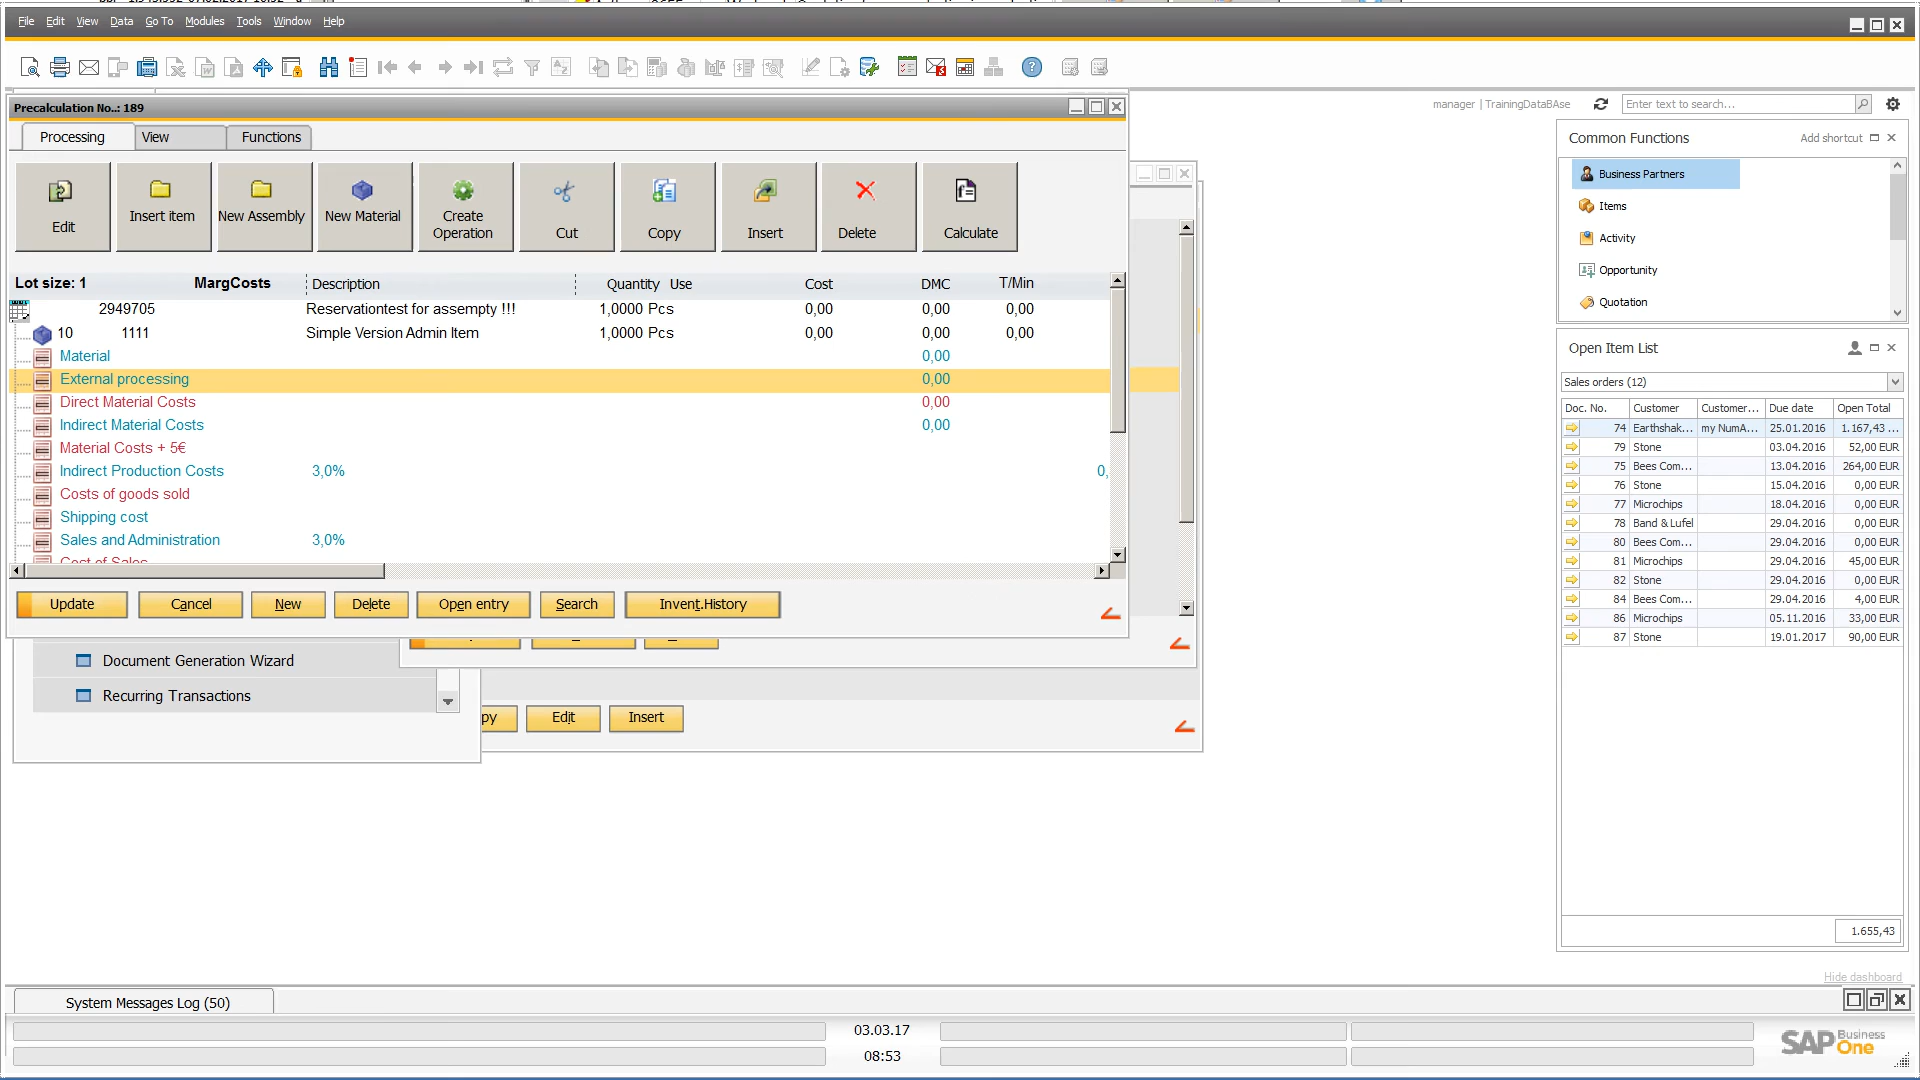 File Edit View Data Go To Modules Tools Window Help
Precalculation No..: 189
manager | TrainingDataBAse
Enter text to search...
Processing View Functions
Common Functions Add shortcut
Edit
Insert item
New Assembly
New Material
Create Operation
Cut
Copy
Insert
Delete
Calculate
Business Partners
Items
Activity
Opportunity
Quotation
Lot size: 1 MargCosts Description Quantity Use Cost DMC T/Min
2949705 Reservationtest for assempty !!! 1,0000 Pcs 0,00 0,00 0,00
10 1111 Simple Version Admin Item 1,0000 Pcs 0,00 0,00 0,00
Material 0,00
External processing 0,00
Direct Material Costs 0,00
Indirect Material Costs 0,00
Material Costs + 5€
Indirect Production Costs 3,0% 0,
Costs of goods sold
Shipping cost
Sales and Administration 3,0%
Cost of Sales
Update Cancel New Delete Open entry Search Invent.History
Document Generation Wizard
Recurring Transactions
py Edit Insert
Open Item List
Sales orders (12)
Doc. No. Customer Customer... Due date Open Total
74 Earthshak... my NumA... 25.01.2016 1.167,43 ...
79 Stone 03.04.2016 52,00 EUR
75 Bees Com... 13.04.2016 264,00 EUR
76 Stone 15.04.2016 0,00 EUR
77 Microchips 18.04.2016 0,00 EUR
78 Band & Lufel 29.04.2016 0,00 EUR
80 Bees Com... 29.04.2016 0,00 EUR
81 Microchips 29.04.2016 45,00 EUR
82 Stone 29.04.2016 0,00 EUR
84 Bees Com... 29.04.2016 4,00 EUR
86 Microchips 05.11.2016 33,00 EUR
87 Stone 19.01.2017 90,00 EUR
1.655,43
Hide dashboard
System Messages Log (50)
03.03.17
08:53
SAP Business One